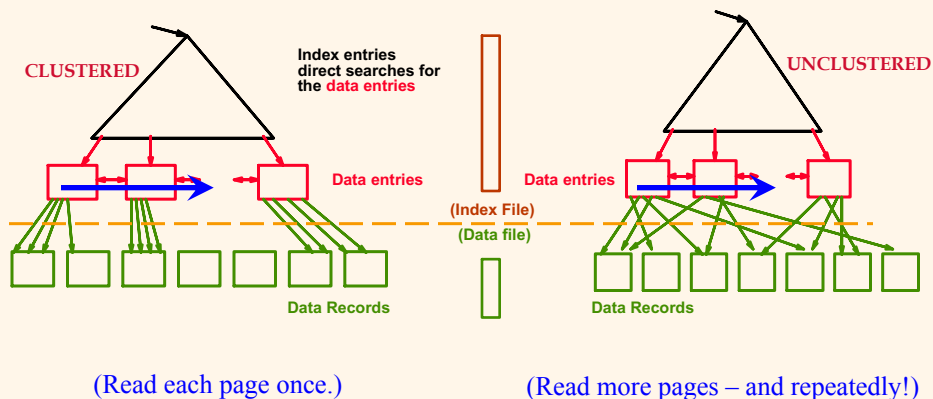 CLUSTERED
Index entries
direct searches for
the data entries
UNCLUSTERED
Data entries
Data entries
(Index File)
(Data file)
Data Records
Data Records
(Read each page once.)
(Read more pages – and repeatedly!)